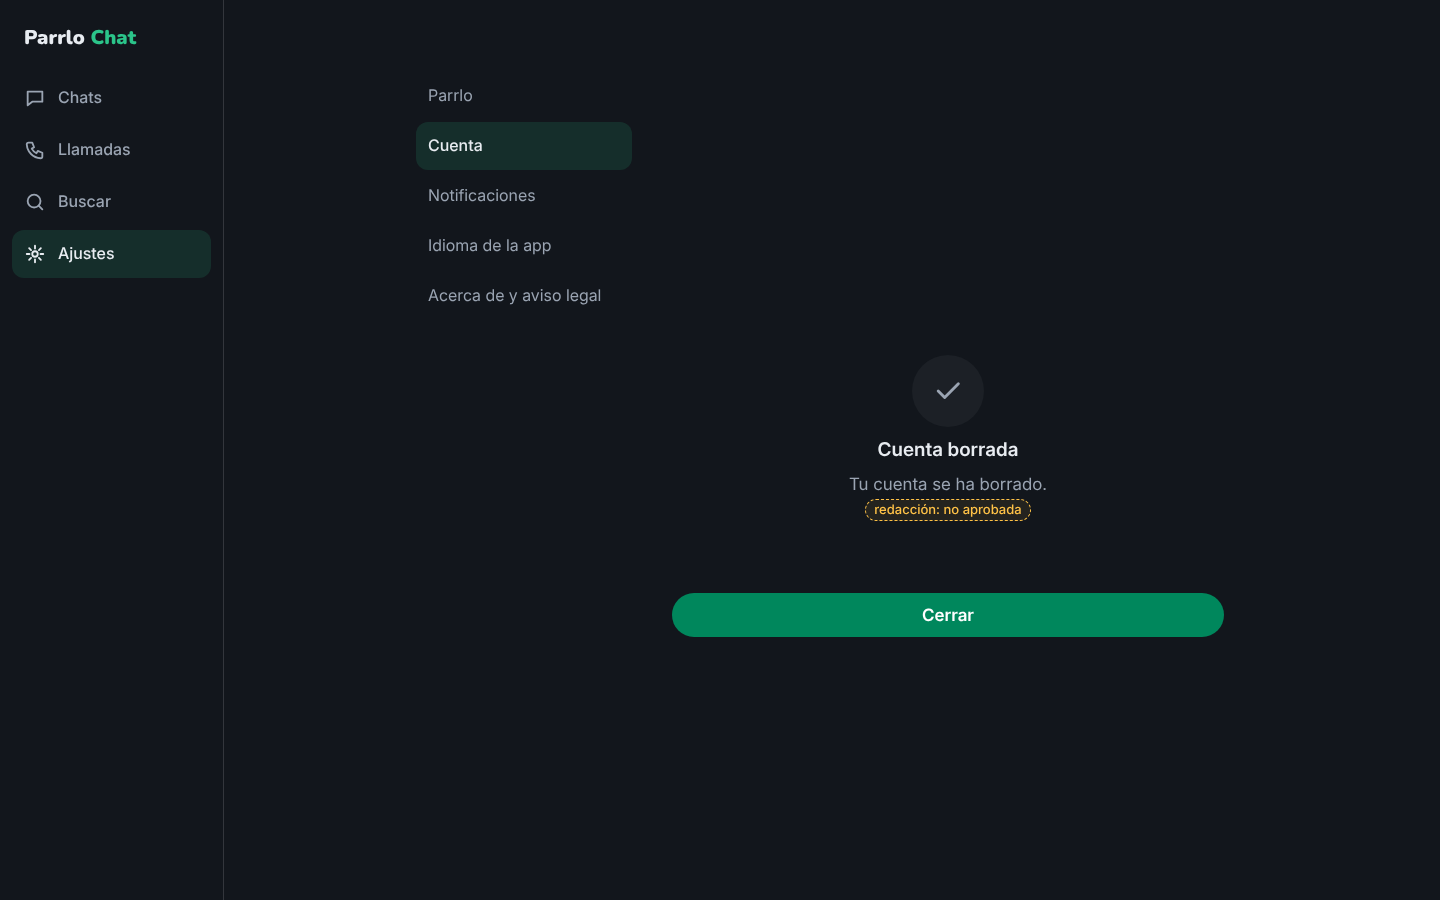 Parrlo Chat
Chats
Llamadas
Buscar
Ajustes
Parrlo
Cuenta
Notificaciones
Idioma de la app
Acerca de y aviso legal
Cuenta borrada
Tu cuenta se ha borrado.
redacción: no aprobada
Cerrar